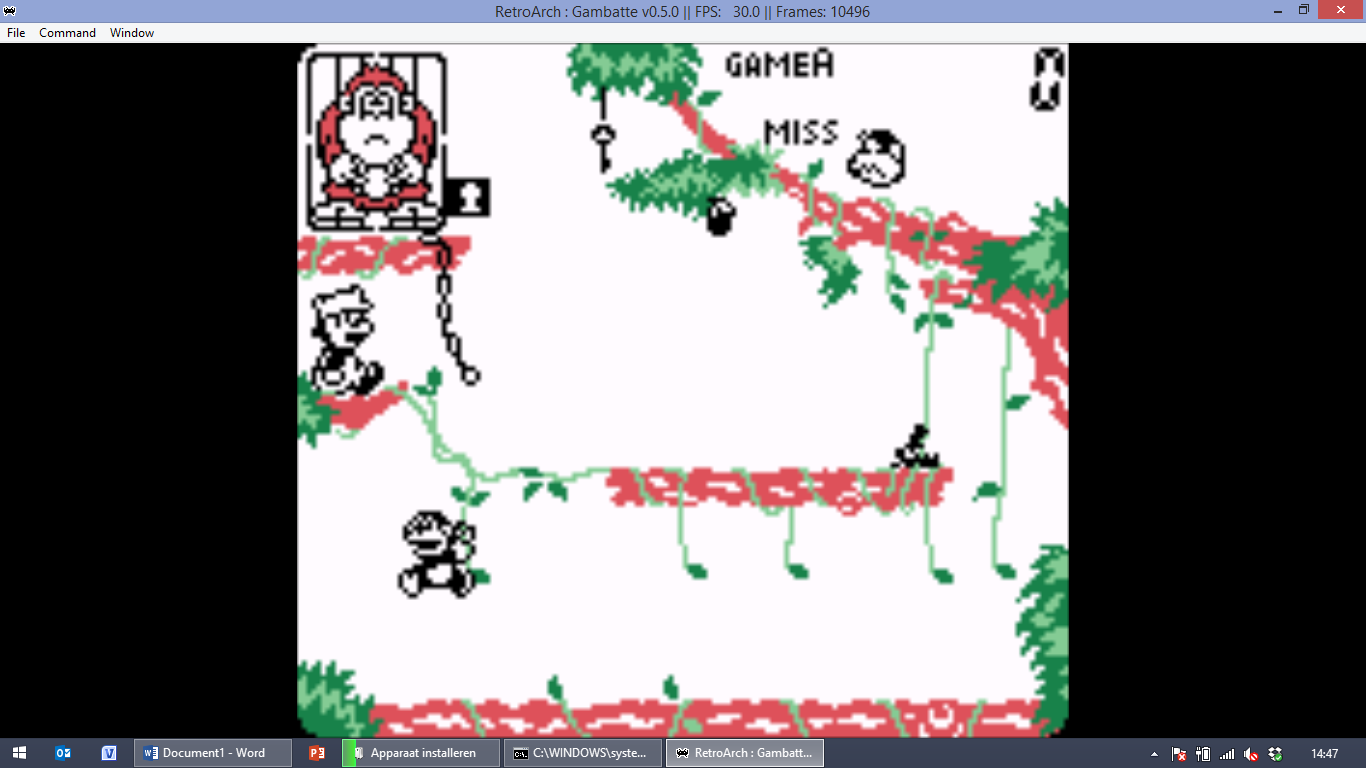 RetroArch : Gambatte v0.5.0 || FPS: 30.0 || Frames: 10496
File Command Window
GAMEA
0
MISS
Document1 - Word
Apparaat installeren
C:\WINDOWS\syste...
RetroArch : Gambatt...
14:47